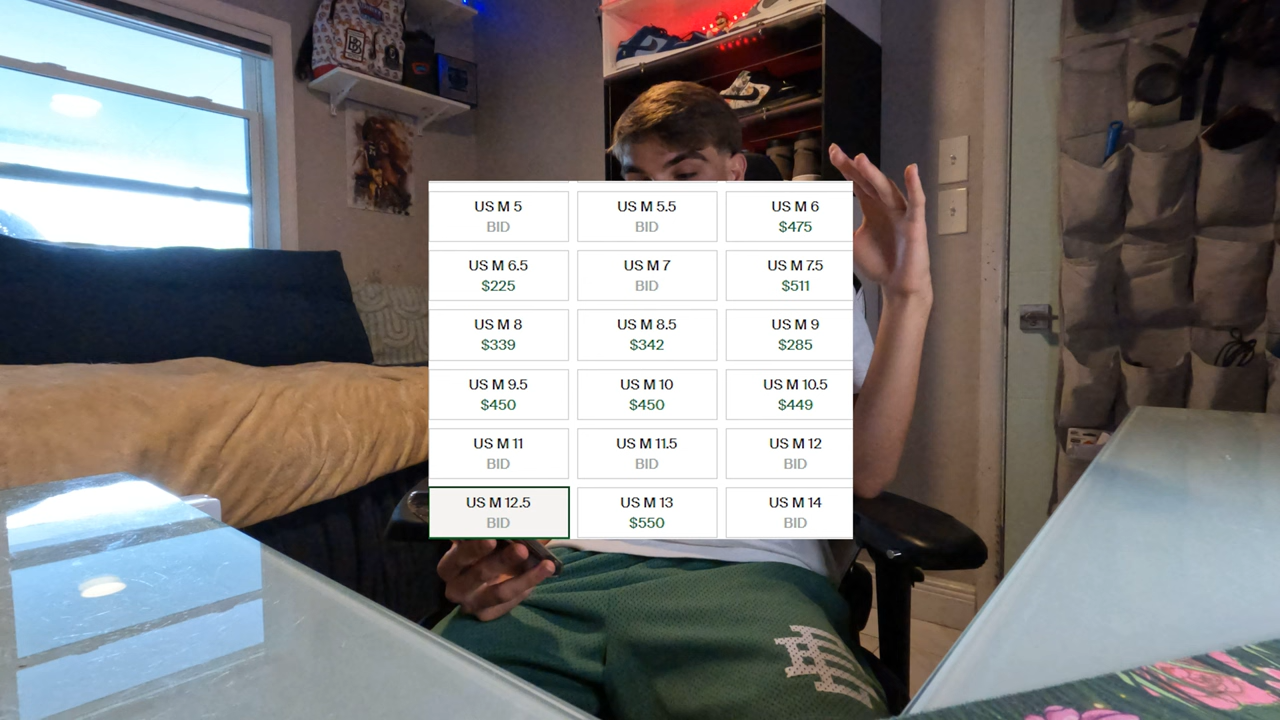 US M 5
BID
US M 5.5
BID
US M 6
$475
US M 6.5
$225
US M 7
BID
US M 7.5
$511
US M 8
$339
US M 8.5
$342
US M 9
$285
US M 9.5
$450
US M 10
$450
US M 10.5
$449
US M 11
BID
US M 11.5
BID
US M 12
BID
US M 12.5
BID
US M 13
$550
US M 14
BID